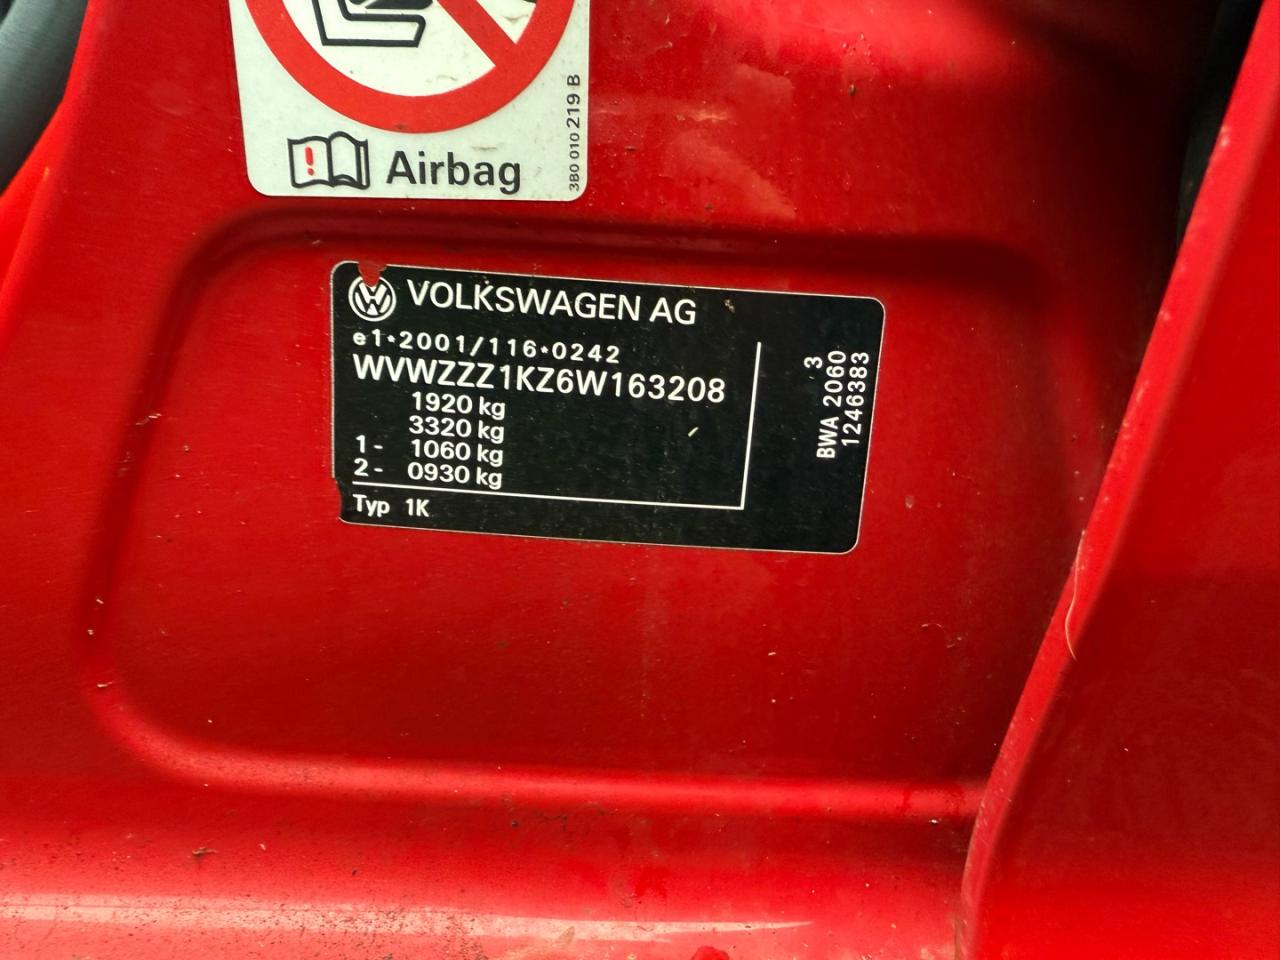 Airbag
3B0 010 219 B
VOLKSWAGEN AG
e1*2001/116*0242
WVWZZZ1KZ6W163208
1920 kg
3320 kg
1- 1060 kg
2- 0930 kg
Typ 1K
3
BWA 2060
1246383